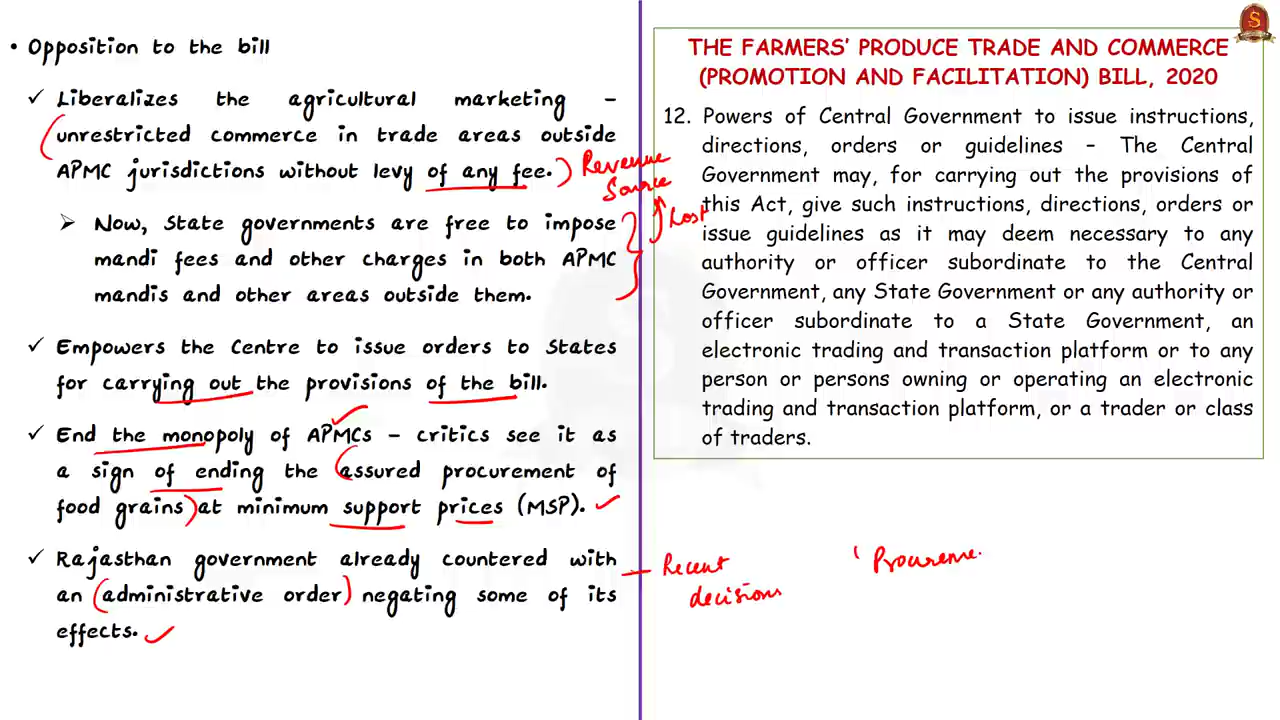 • Opposition to the bill
✓ Liberalizes the agricultural marketing –
(unrestricted commerce in trade areas outside
APMC jurisdictions without levy of any fee.)
Revenue
Source
Lost
➢ Now, State governments are free to impose
mandi fees and other charges in both APMC
mandis and other areas outside them.
✓ Empowers the Centre to issue orders to States
for carrying out the provisions of the bill.
✓ End the monopoly of APMCs – critics see it as
a sign of ending the (assured procurement of
food grains) at minimum support prices (MSP).
✓ Rajasthan government already countered with
an (administrative order) negating some of its
effects.
– Recent
decisions
S
THE FARMERS' PRODUCE TRADE AND COMMERCE
(PROMOTION AND FACILITATION) BILL, 2020
12. Powers of Central Government to issue instructions,
directions, orders or guidelines – The Central
Government may, for carrying out the provisions of
this Act, give such instructions, directions, orders or
issue guidelines as it may deem necessary to any
authority or officer subordinate to the Central
Government, any State Government or any authority or
officer subordinate to a State Government, an
electronic trading and transaction platform or to any
person or persons owning or operating an electronic
trading and transaction platform, or a trader or class
of traders.
' Procureme